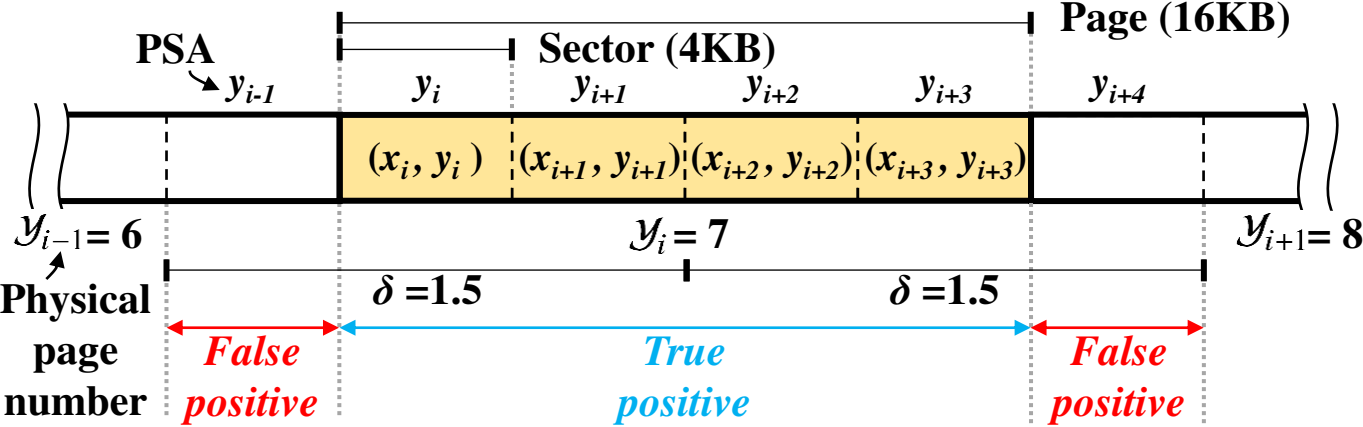 Page (16KB)
PSA Sector (4KB)
y_{i-1} y_i y_{i+1} y_{i+2} y_{i+3} y_{i+4}
(x_i, y_i ) (x_{i+1}, y_{i+1}) (x_{i+2}, y_{i+2}) (x_{i+3}, y_{i+3})
𝒴_{i−1} = 6 𝒴_i = 7 𝒴_{i+1} = 8
δ =1.5 δ =1.5
Physical
page
number
False
positive
True
positive
False
positive